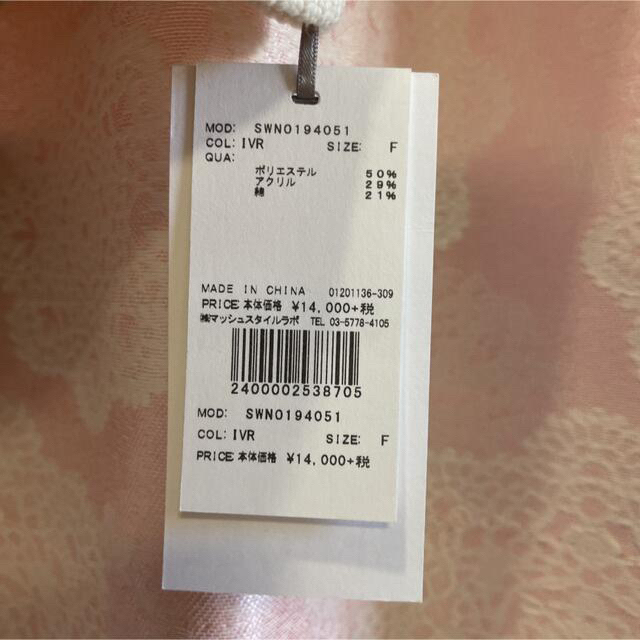 MOD: SWN0194051
COL: IVR SIZE: F
QUA:
ポリエステル 50%
アクリル 29%
綿 21%
MADE IN CHINA 01201136-309
PRICE 本体価格 ¥14,000+税
㈱マッシュスタイルラボ TEL 03-5778-4105
2400002538705
MOD: SWN0194051
COL: IVR SIZE: F
PRICE 本体価格 ¥14,000+税